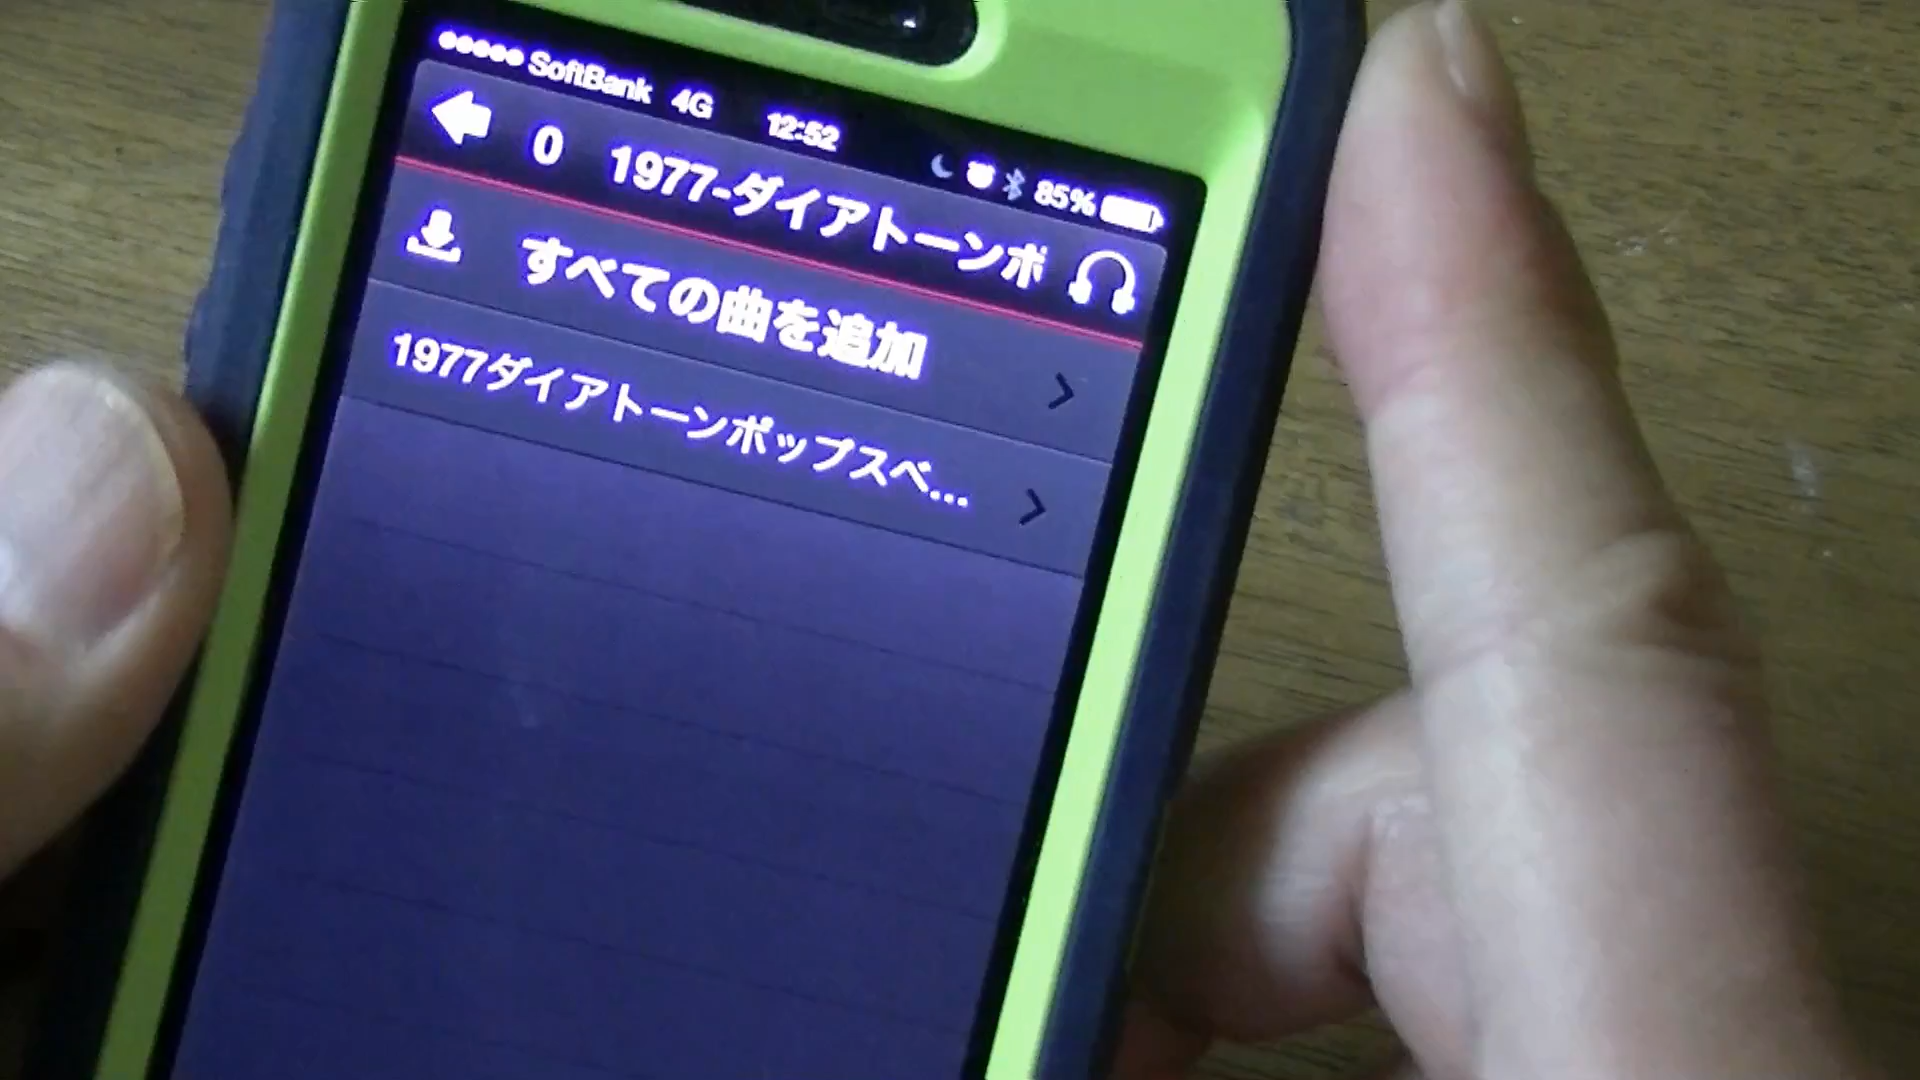 SoftBank 4G 12:52 85%
0 1977-ダイアトーンポ
すべての曲を追加
1977ダイアトーンポップスベ...